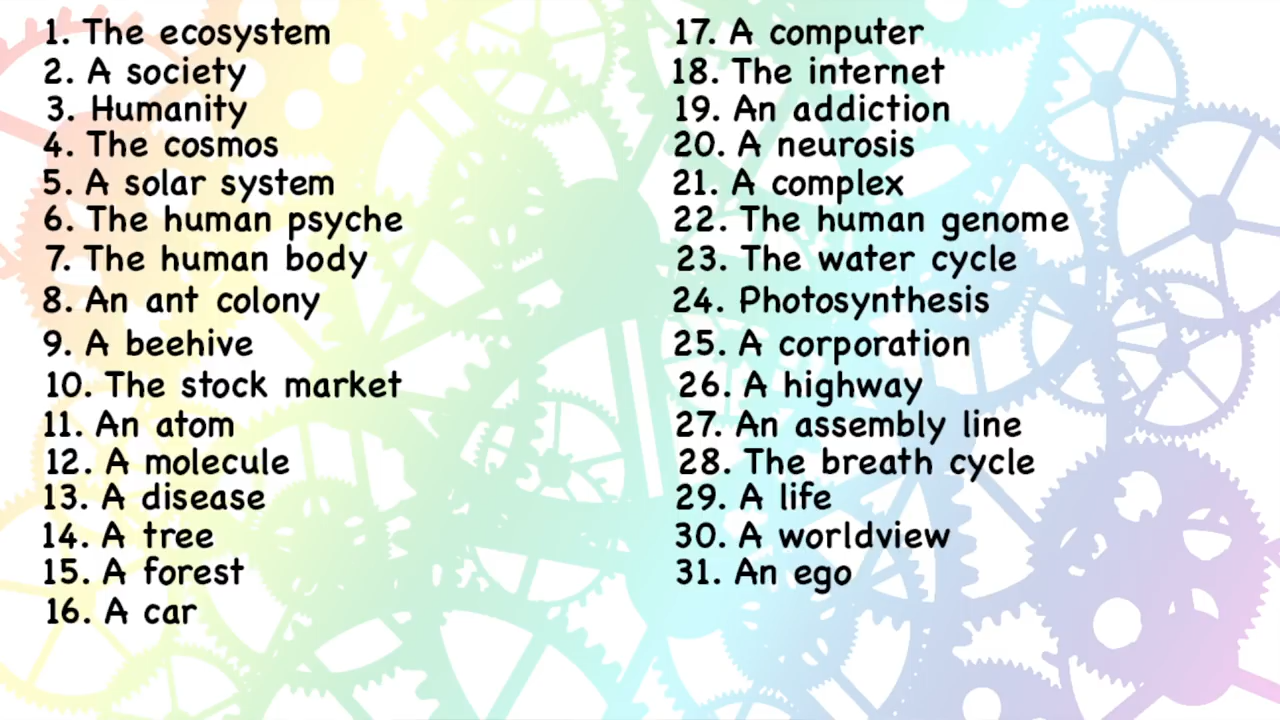 1. The ecosystem
2. A society
3. Humanity
4. The cosmos
5. A solar system
6. The human psyche
7. The human body
8. An ant colony
9. A beehive
10. The stock market
11. An atom
12. A molecule
13. A disease
14. A tree
15. A forest
16. A car
17. A computer
18. The internet
19. An addiction
20. A neurosis
21. A complex
22. The human genome
23. The water cycle
24. Photosynthesis
25. A corporation
26. A highway
27. An assembly line
28. The breath cycle
29. A life
30. A worldview
31. An ego